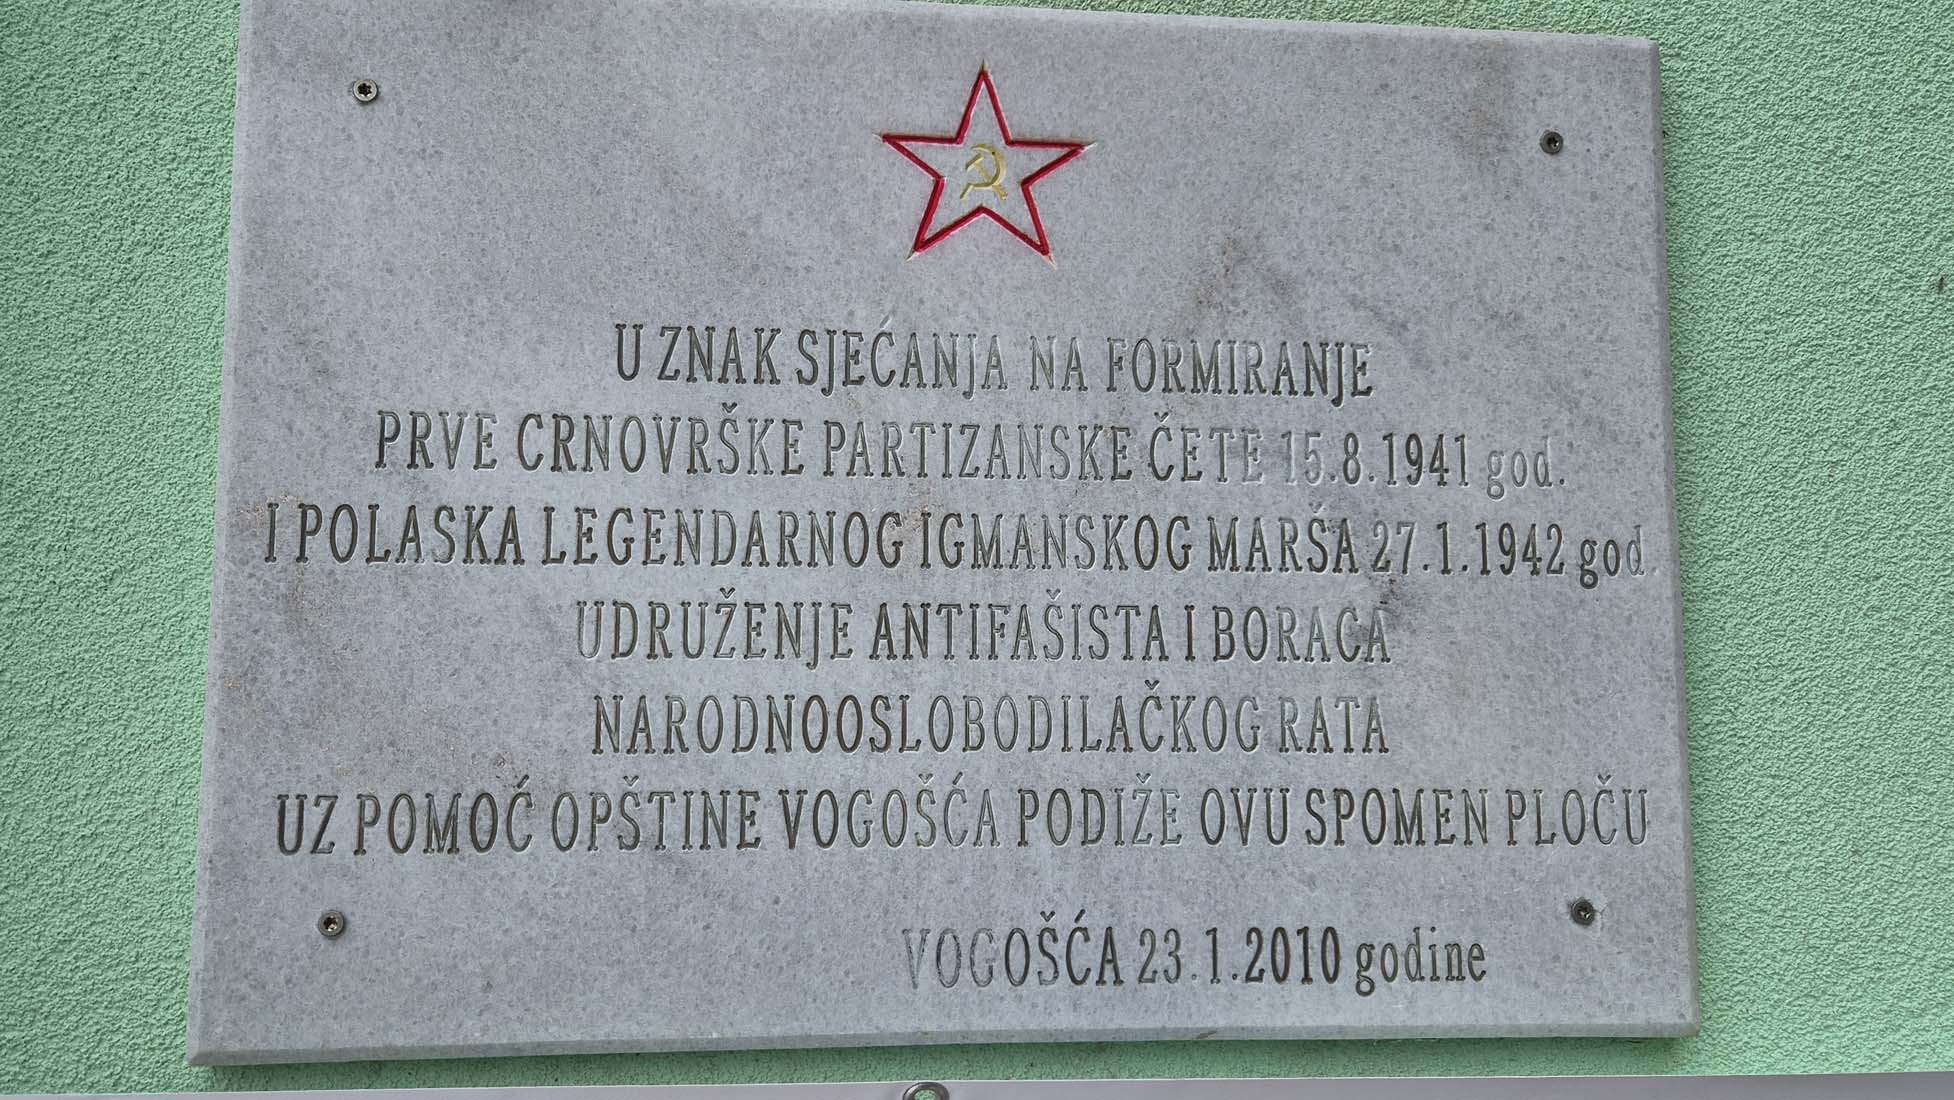 U ZNAK SJEĆANJA NA FORMIRANJE
PRVE CRNOVRŠKE PARTIZANSKE ČETE 15.8.1941 god.
I POLASKA LEGENDARNOG IGMANSKOG MARŠA 27.1.1942 god.
UDRUŽENJE ANTIFAŠISTA I BORACA
NARODNOOSLOBODILAČKOG RATA
UZ POMOĆ OPŠTINE VOGOŠĆA PODIŽE OVU SPOMEN PLOČU
VOGOŠĆA 23.1.2010 godine